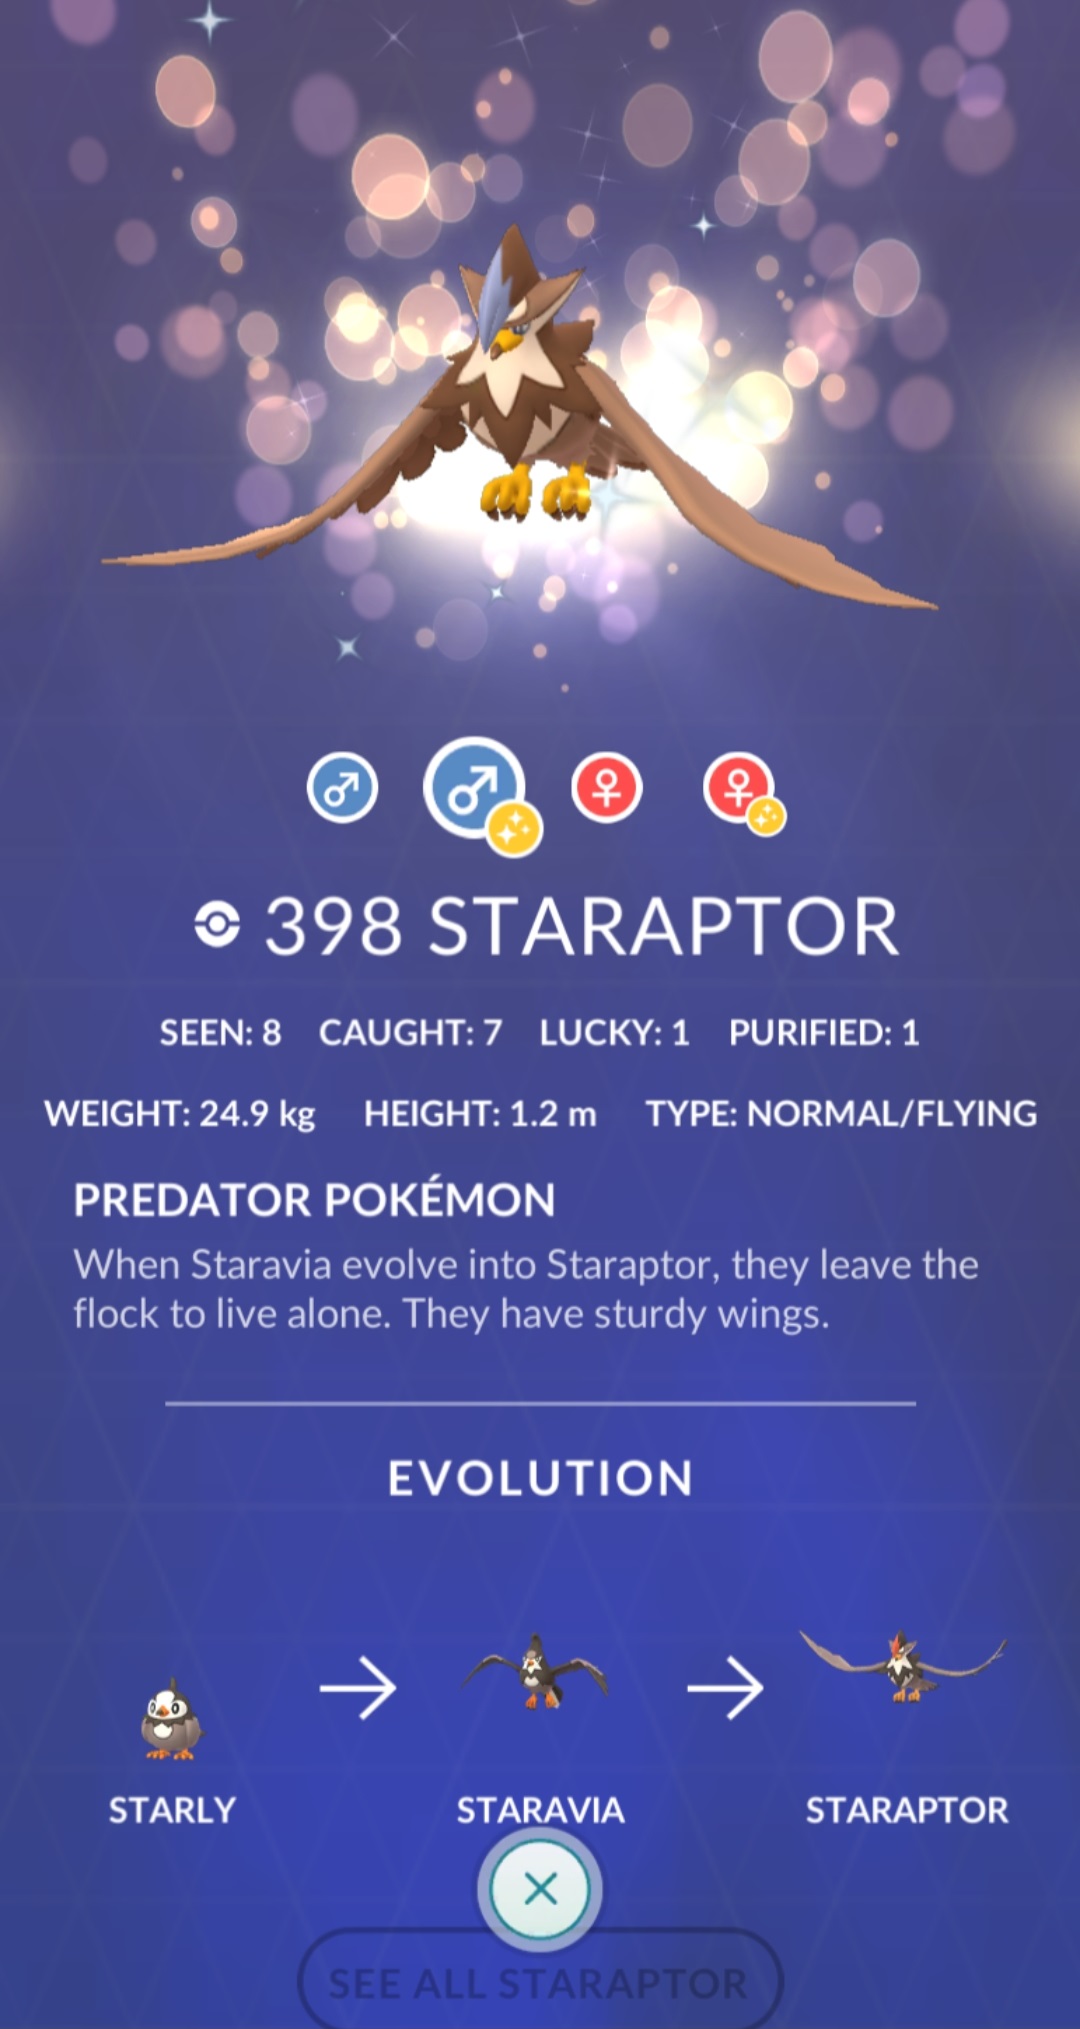 398 STARAPTOR
SEEN: 8 CAUGHT: 7 LUCKY: 1 PURIFIED: 1
WEIGHT: 24.9 kg HEIGHT: 1.2 m TYPE: NORMAL/FLYING
PREDATOR POKÉMON
When Staravia evolve into Staraptor, they leave the
flock to live alone. They have sturdy wings.
EVOLUTION
STARLY STARAVIA STARAPTOR
SEE ALL STARAPTOR